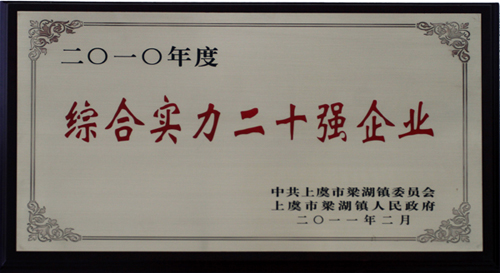 二〇一〇年度
综合实力二十强企业
中共上虞市梁湖镇委员会
上虞市梁湖镇人民政府
二〇一一年二月